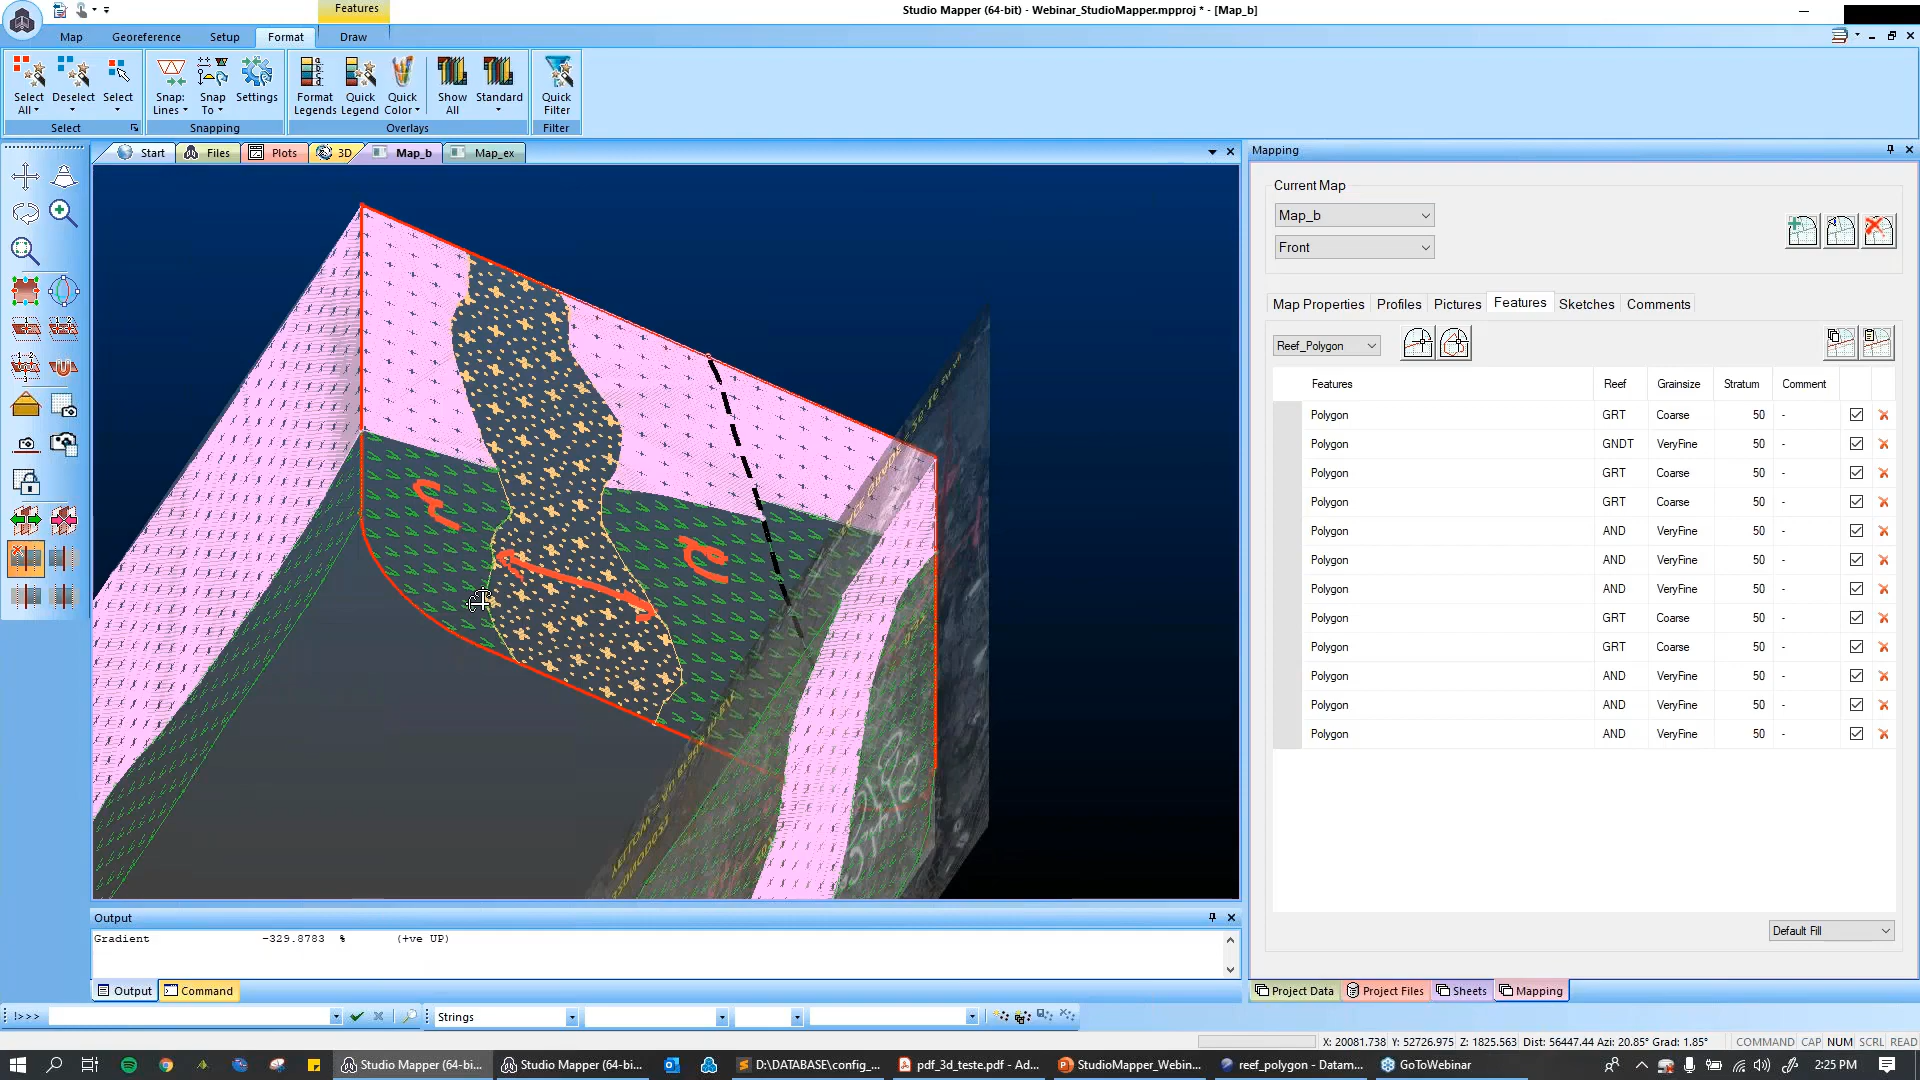 Features
Studio Mapper (64-bit) - Webinar_StudioMapper.mpproj * - [Map_b]
Map
Georeference
Setup
Format
Draw
Select All
Deselect
Select
Snap: Lines
Snap To
Settings
Format Legends
Quick Legend
Quick Color
Show All
Standard
Quick Filter
Select
Snapping
Overlays
Filter
Start
Files
Plots
3D
Map_b
Map_ex
Mapping
Current Map
Map_b
Front
Map Properties
Profiles
Pictures
Features
Sketches
Comments
Reef_Polygon
Features Reef Grainsize Stratum Comment
Polygon GRT Coarse 50 -
Polygon GNDT VeryFine 50 -
Polygon GRT Coarse 50 -
Polygon GRT Coarse 50 -
Polygon AND VeryFine 50 -
Polygon AND VeryFine 50 -
Polygon AND VeryFine 50 -
Polygon GRT Coarse 50 -
Polygon GRT Coarse 50 -
Polygon AND VeryFine 50 -
Polygon AND VeryFine 50 -
Polygon AND VeryFine 50 -
Default Fill
Output
Gradient -329.8783 % (+ve UP)
Output
Command
Project Data
Project Files
Sheets
Mapping
!>>>
Strings
X: 20081.738 Y: 52726.975 Z: 1825.563 Dist: 56447.44 Azi: 20.85° Grad: 1.85°
COMMAND CAP NUM SCRL READ
Studio Mapper (64-bi...
Studio Mapper (64-bi...
D:\DATABASE\config_...
pdf_3d_teste.pdf - Ad...
StudioMapper_Webin...
reef_polygon - Datam...
GoToWebinar
2:25 PM